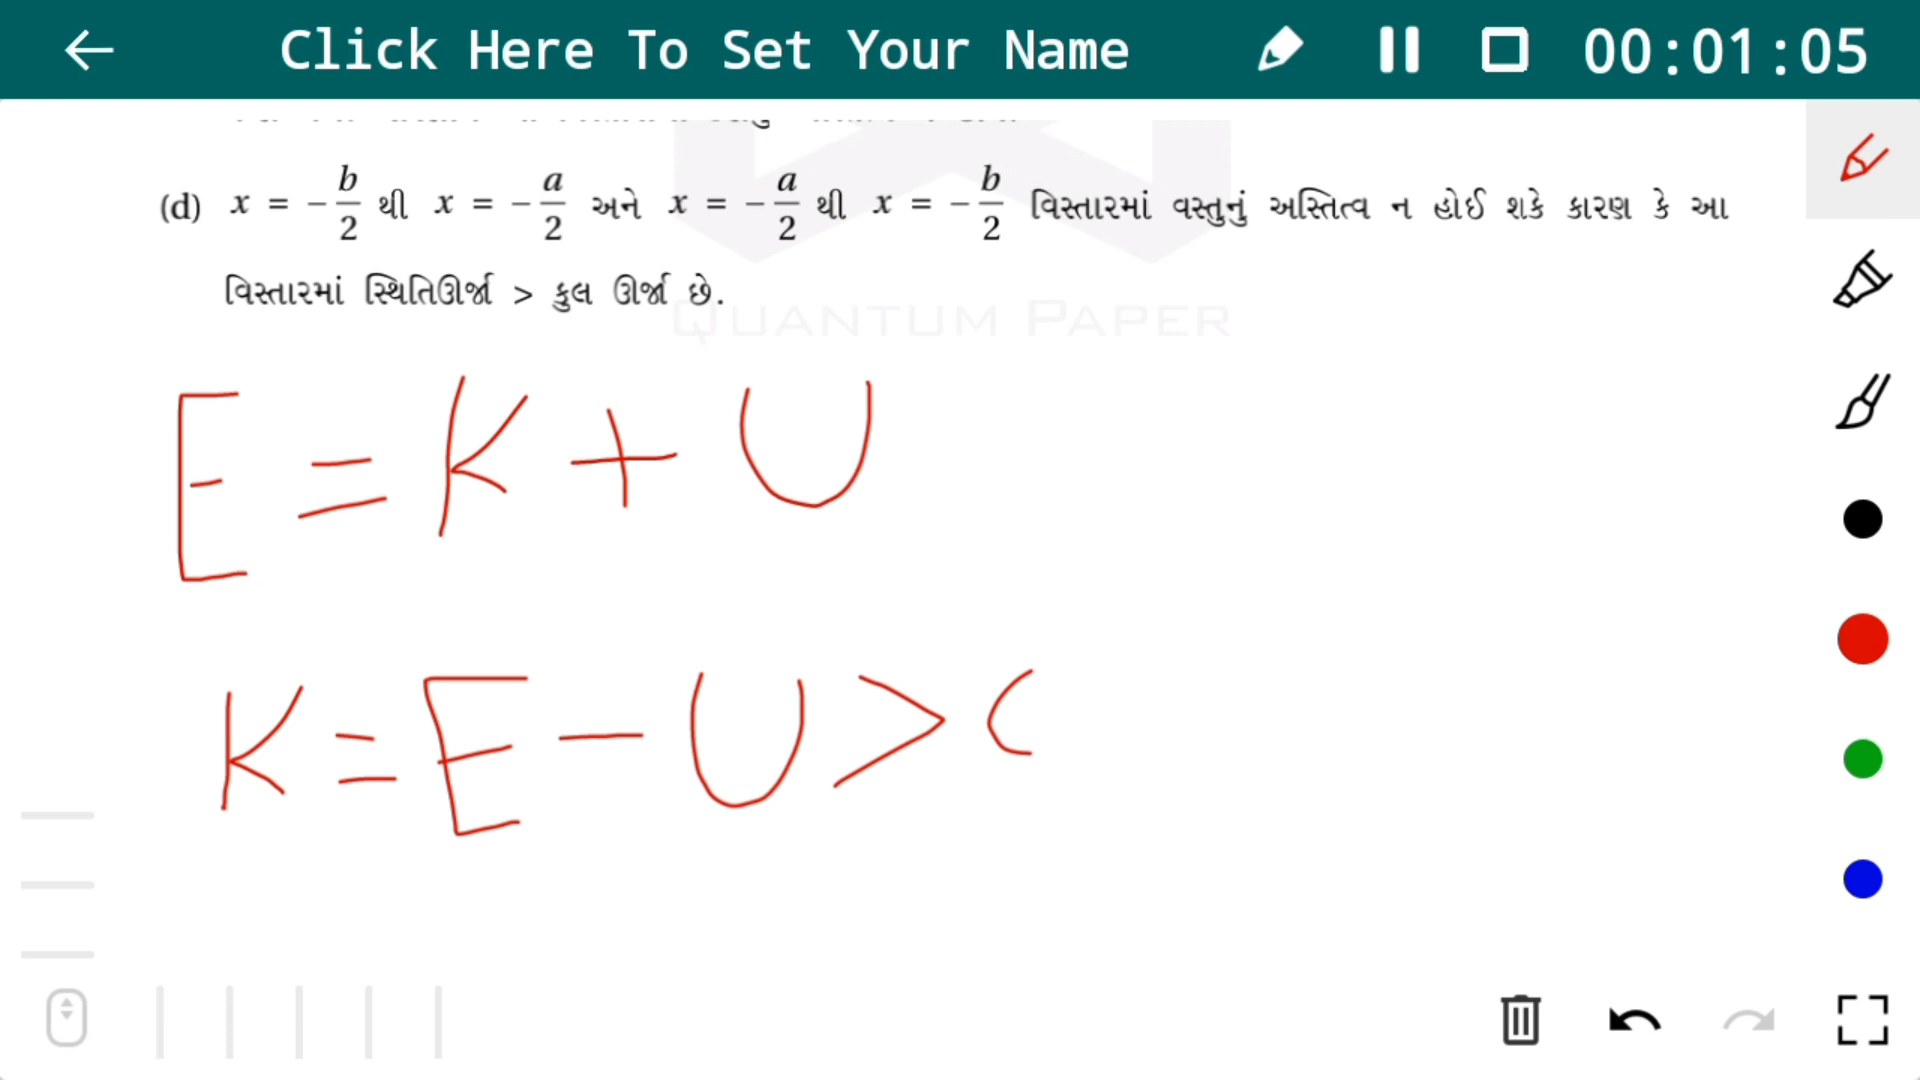 Click Here To Set Your Name 00:01:05
(d) x = -b/2 થી x = -a/2 અને x = -a/2 થી x = -b/2 વિસ્તારમાં વસ્તુનું અસ્તિત્વ ન હોઈ શકે કારણ કે આ
વિસ્તારમાં સ્થિતિઊર્જા > કુલ ઊર્જા છે.
QUANTUM PAPER
E = K + U
K = E - U >